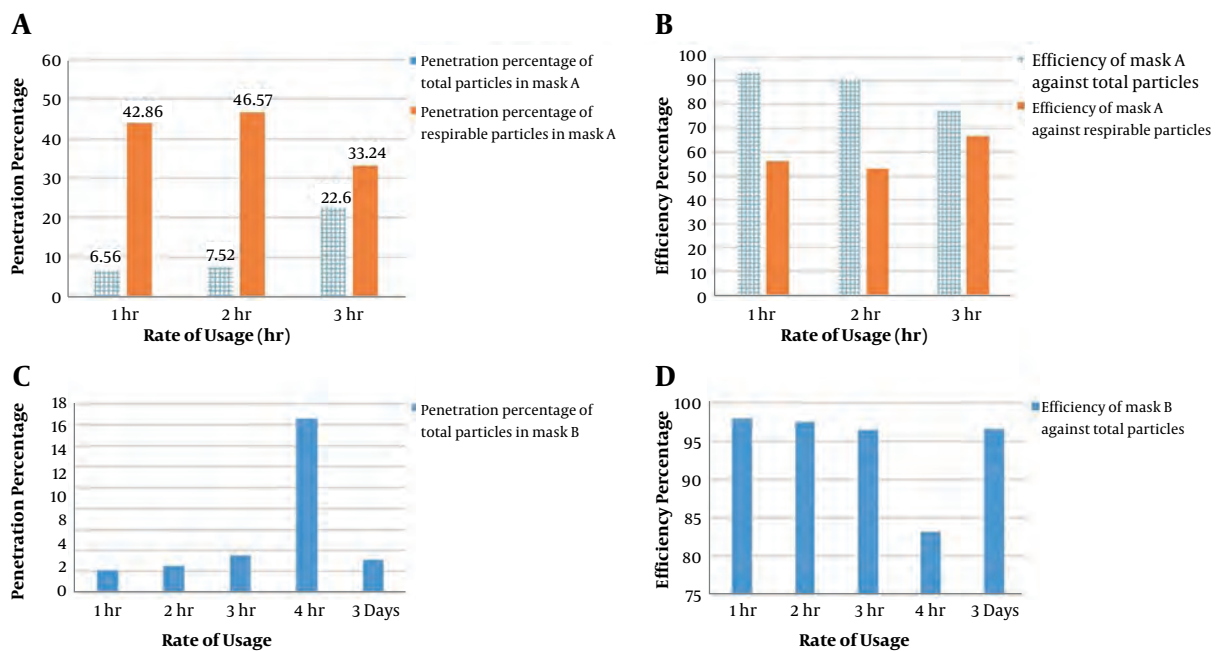 A
Penetration Percentage
60
50
40
30
20
10
0
42.86
46.57
33.24
22.6
6.56
7.52
1 hr
2 hr
3 hr
Rate of Usage (hr)
Penetration percentage of
total particles in mask A
Penetration percentage of
respirable particles in mask A
B
Efficiency Percentage
100
90
80
70
60
50
40
30
20
10
0
1 hr
2 hr
3 hr
Rate of Usage (hr)
Efficiency of mask A
against total particles
Efficiency of mask A
against respirable particles
C
Penetration Percentage
18
16
14
12
10
8
6
4
2
0
1 hr
2 hr
3 hr
4 hr
3 Days
Rate of Usage
Penetration percentage of
total particles in mask B
D
Efficiency Percentage
100
95
90
85
80
75
1 hr
2 hr
3 hr
4 hr
3 Days
Rate of Usage
Efficiency of mask B
against total particles